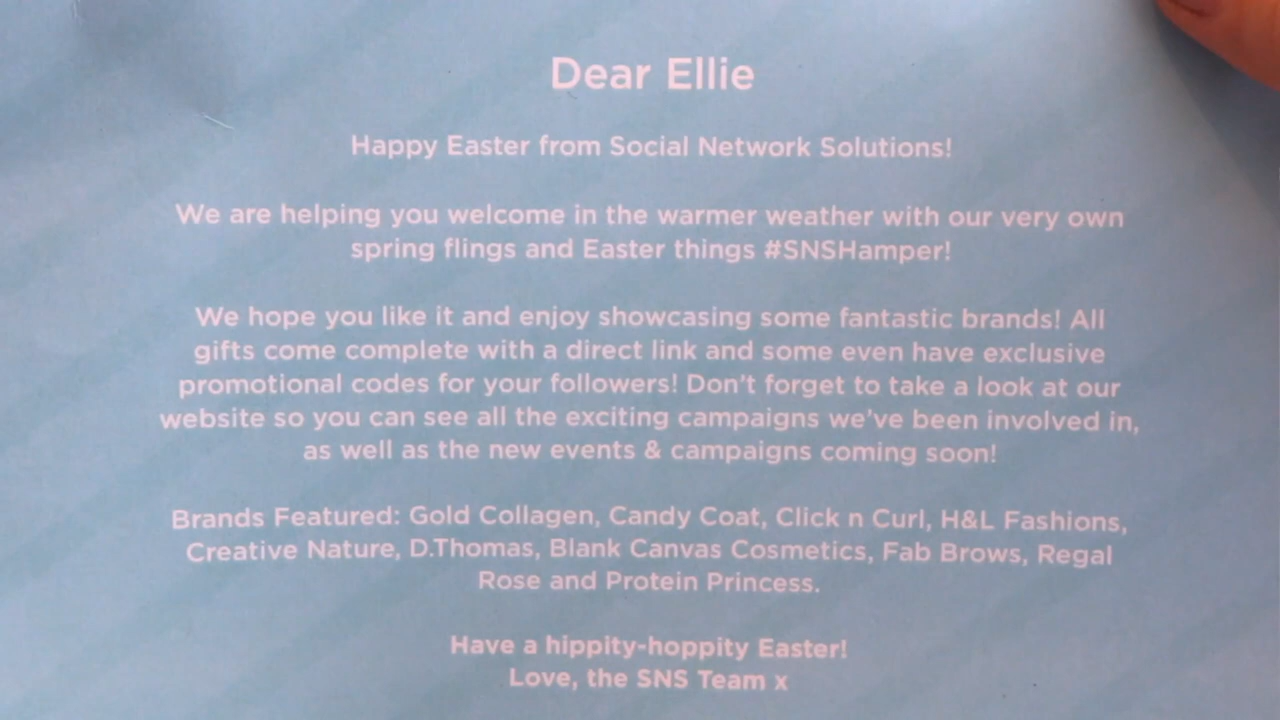 Dear Ellie
Happy Easter from Social Network Solutions!
We are helping you welcome in the warmer weather with our very own
spring flings and Easter things #SNSHamper!
We hope you like it and enjoy showcasing some fantastic brands! All
gifts come complete with a direct link and some even have exclusive
promotional codes for your followers! Don't forget to take a look at our
website so you can see all the exciting campaigns we've been involved in,
as well as the new events & campaigns coming soon!
Brands Featured: Gold Collagen, Candy Coat, Click n Curl, H&L Fashions,
Creative Nature, D.Thomas, Blank Canvas Cosmetics, Fab Brows, Regal
Rose and Protein Princess.
Have a hippity-hoppity Easter!
Love, the SNS Team x